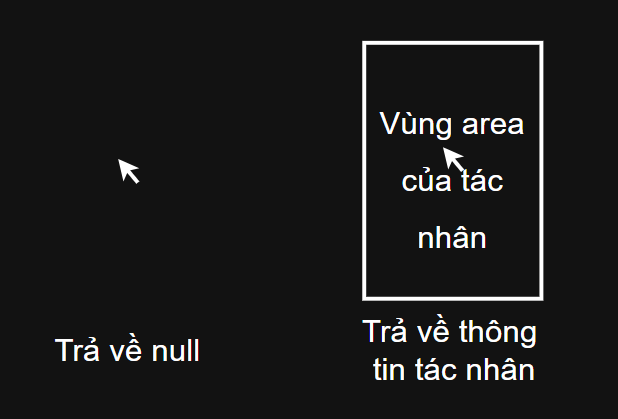 Vùng area
của tác
nhân
Trả về null
Trả về thông
tin tác nhân